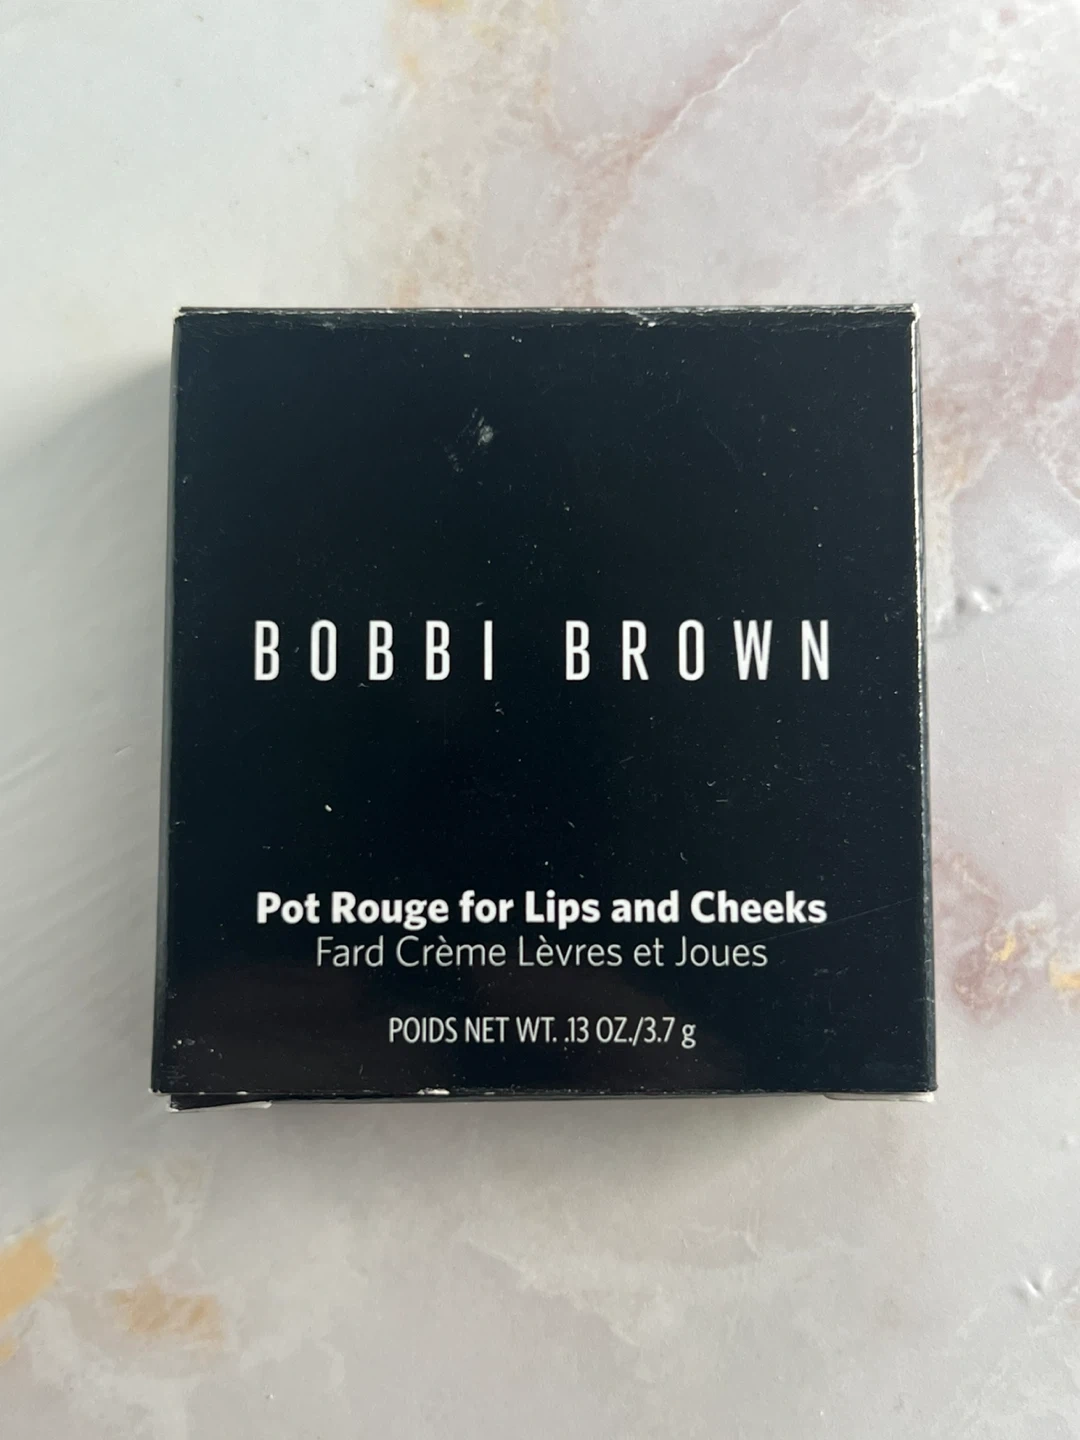 BOBBI BROWN
Pot Rouge for Lips and Cheeks
Fard Crème Lèvres et Joues
POIDS NET WT. .13 OZ./3.7 g